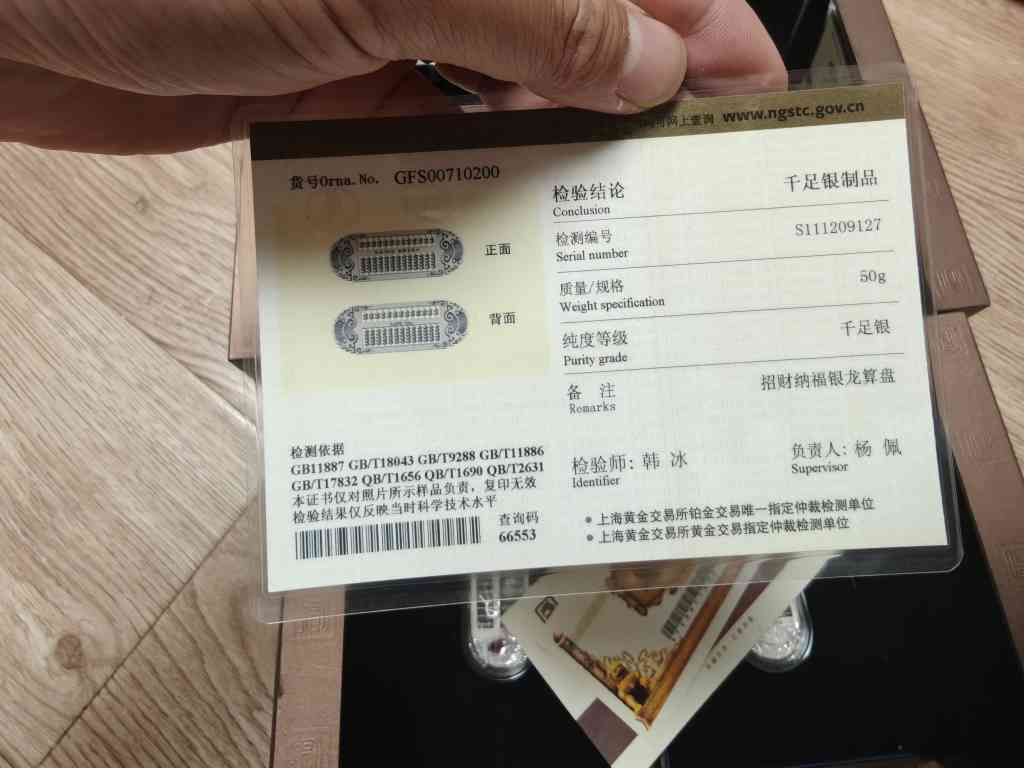 网上查询 www.ngstc.gov.cn
货号Orna.No. GFS00710200
正面
背面
检测依据
GB11887 GB/T18043 GB/T9288 GB/T11886
GB/T17832 QB/T1656 QB/T1690 QB/T2631
本证书仅对照片所示样品负责，复印无效
检验结果仅反映当时科学技术水平
查询码
66553
检验结论 千足银制品
Conclusion
检测编号 S111209127
Serial number
质量/规格 50g
Weight specification
纯度等级 千足银
Purity grade
备 注 招财纳福银龙算盘
Remarks
检验师: 韩 冰 负责人: 杨 佩
Identifier Supervisor
● 上海黄金交易所铂金交易唯一指定仲裁检测单位
● 上海黄金交易所黄金交易指定仲裁检测单位